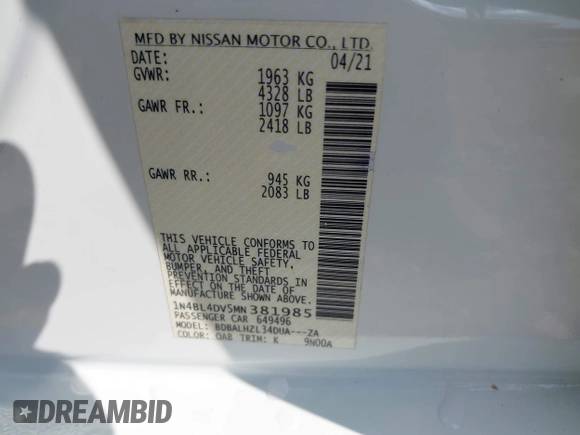 MFD BY NISSAN MOTOR CO., LTD.
DATE: 04/21
GVWR: 1963 KG
4328 LB
GAWR FR.: 1097 KG
2418 LB
GAWR RR.: 945 KG
2083 LB
THIS VEHICLE CONFORMS TO
ALL APPLICABLE FEDERAL
MOTOR VEHICLE SAFETY,
BUMPER, AND THEFT
PREVENTION STANDARDS
IN EFFECT ON THE DATE OF
MANUFACTURE SHOWN ABOVE.
1N4BL4DV5MN381985
PASSENGER CAR 649496
MODEL: BDBALHZL34DUA---ZA
COLOR: QAB TRIM: K 9N00A
DREAMBID